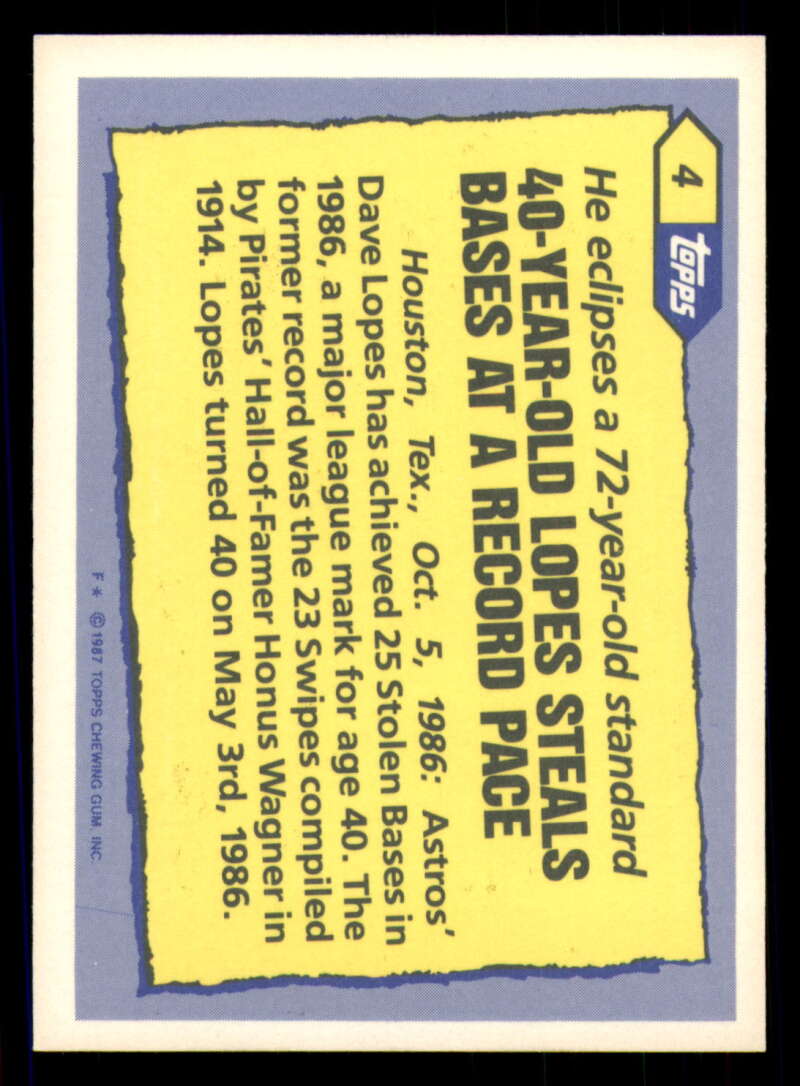 4
topps
He eclipses a 72-year-old standard
40-YEAR-OLD LOPES STEALS
BASES AT A RECORD PACE
Houston, Tex., Oct. 5, 1986: Astros'
Dave Lopes has achieved 25 Stolen Bases in
1986, a major league mark for age 40. The
former record was the 23 Swipes compiled
by Pirates' Hall-of-Famer Honus Wagner in
1914. Lopes turned 40 on May 3rd, 1986.
F* © 1987 TOPPS CHEWING GUM, INC.